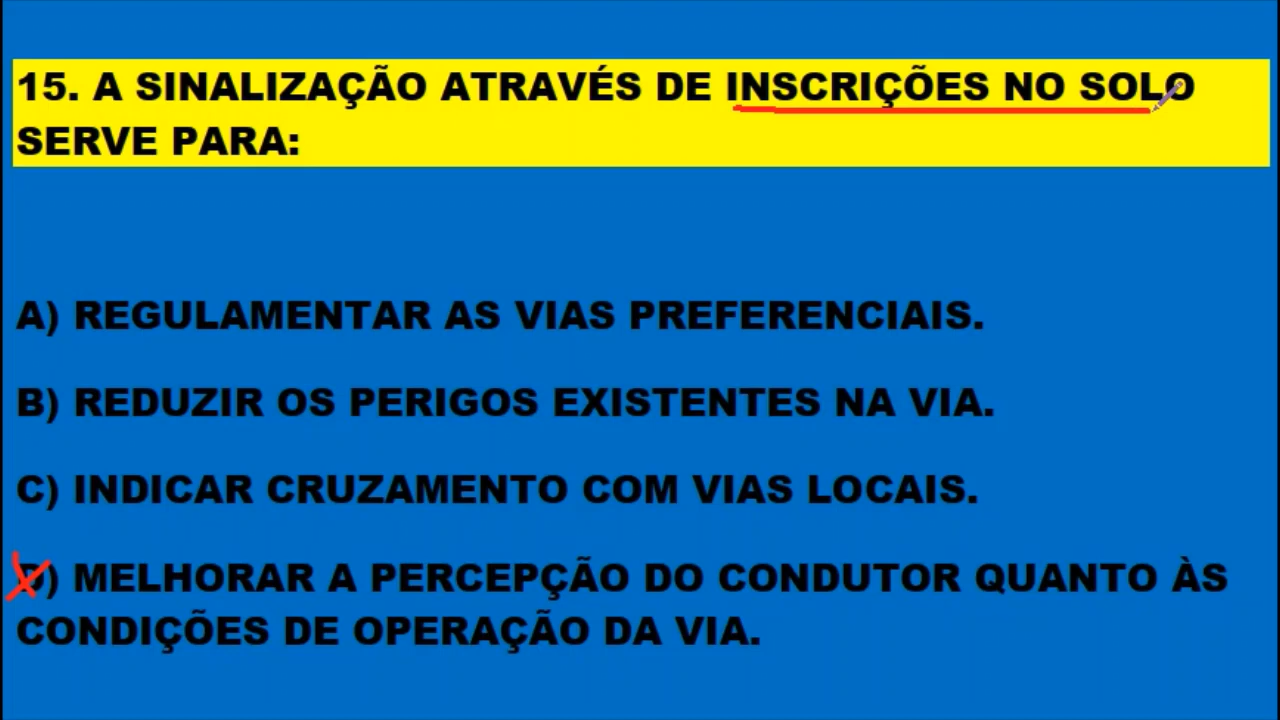 15. A SINALIZAÇÃO ATRAVÉS DE INSCRIÇÕES NO SOLO
SERVE PARA:
A) REGULAMENTAR AS VIAS PREFERENCIAIS.
B) REDUZIR OS PERIGOS EXISTENTES NA VIA.
C) INDICAR CRUZAMENTO COM VIAS LOCAIS.
D) MELHORAR A PERCEPÇÃO DO CONDUTOR QUANTO ÀS
CONDIÇÕES DE OPERAÇÃO DA VIA.